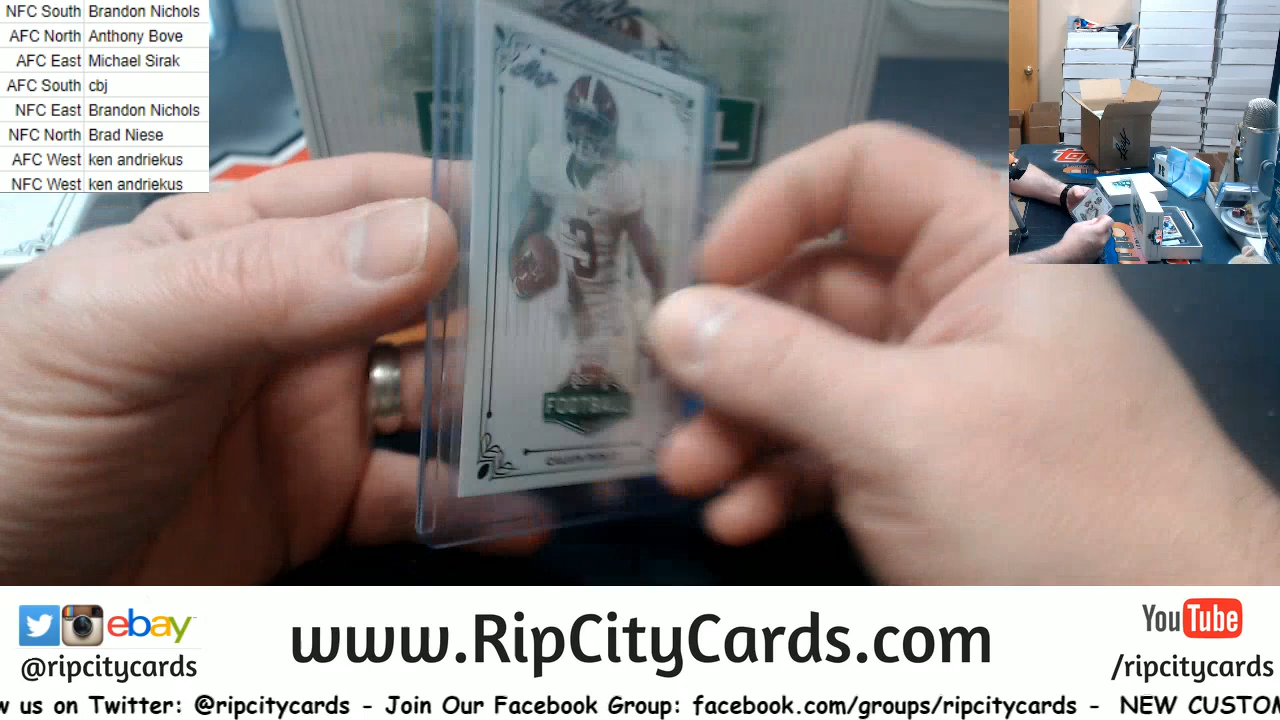 NFC South Brandon Nichols
AFC North Anthony Bove
AFC East Michael Sirak
AFC South cbj
NFC East Brandon Nichols
NFC North Brad Niese
AFC West ken andriekus
NFC West ken andriekus
3
FOOTBALL
ebay
@ripcitycards
www.RipCityCards.com
YouTube
/ripcitycards
w us on Twitter: @ripcitycards - Join Our Facebook Group: facebook.com/groups/ripcitycards - NEW CUSTOM